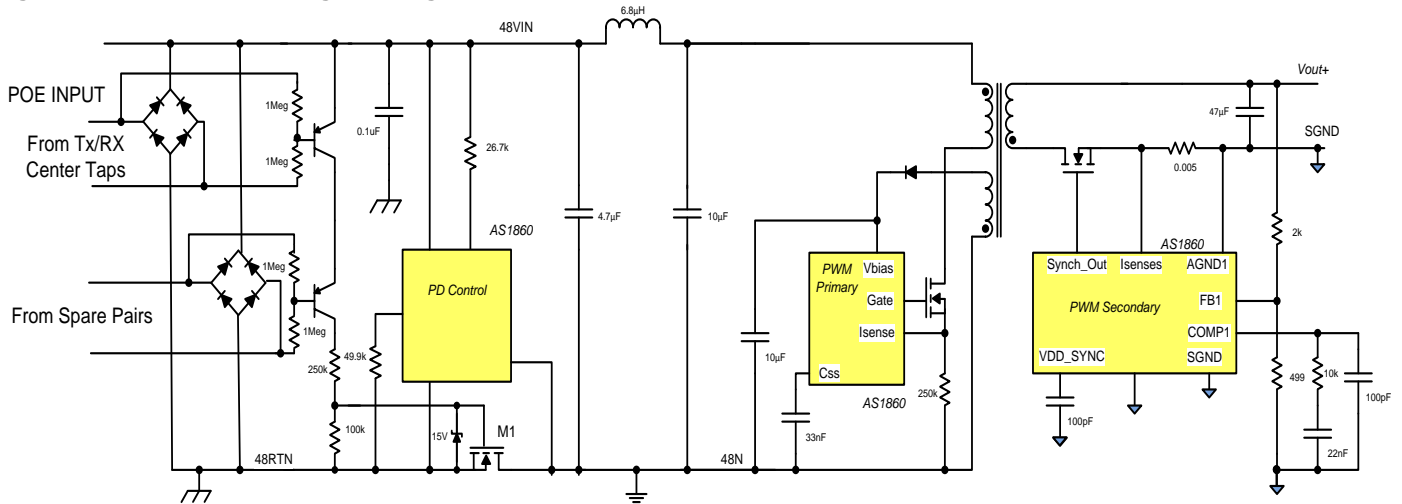 48VIN
6.8µH
POE INPUT
From Tx/RX
Center Taps
1Meg
1Meg
0.1uF
26.7k
4.7µF
10µF
AS1860
PD Control
From Spare Pairs
1Meg
1Meg
250k
49.9k
100k
15V
M1
48RTN
48N
10µF
33nF
PWM
Primary
Vbias
Gate
Isense
Css
AS1860
250k
Vout+
47µF
SGND
0.005
2k
AS1860
Synch_Out
Isenses
AGND1
PWM Secondary
FB1
COMP1
VDD_SYNC
SGND
100pF
499
10k
100pF
22nF